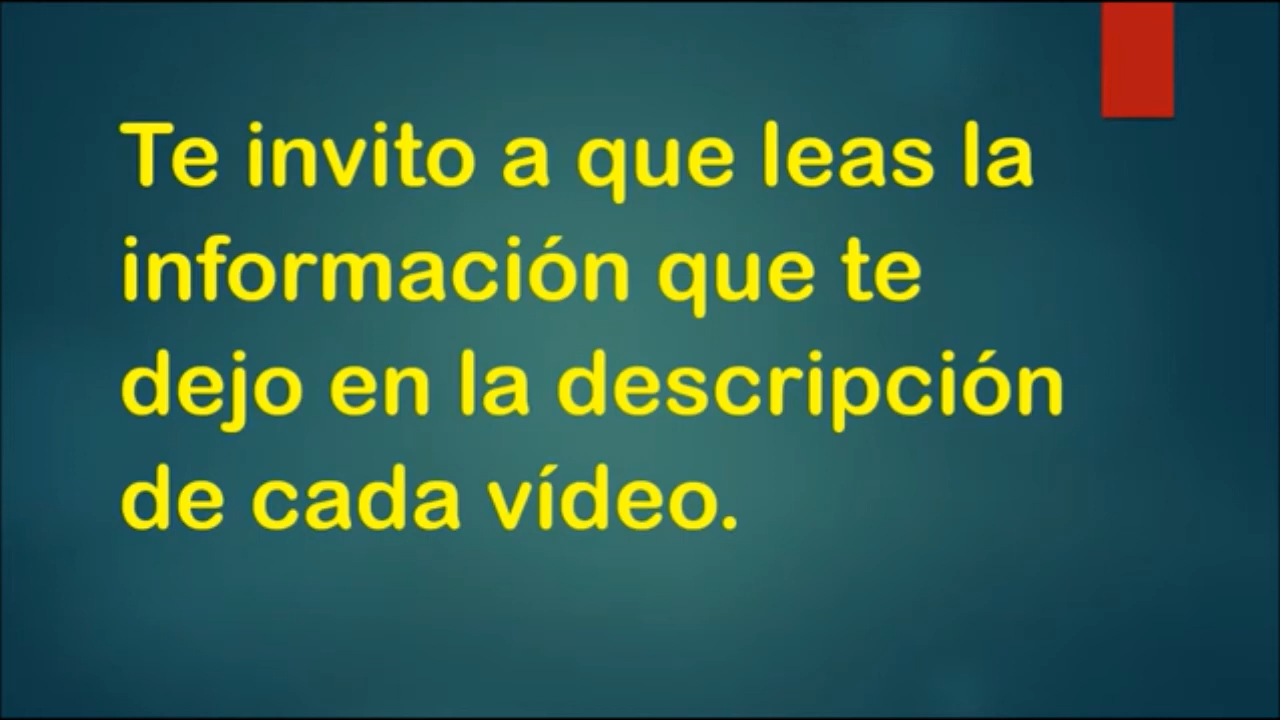 Te invito a que leas la
información que te
dejo en la descripción
de cada vídeo.